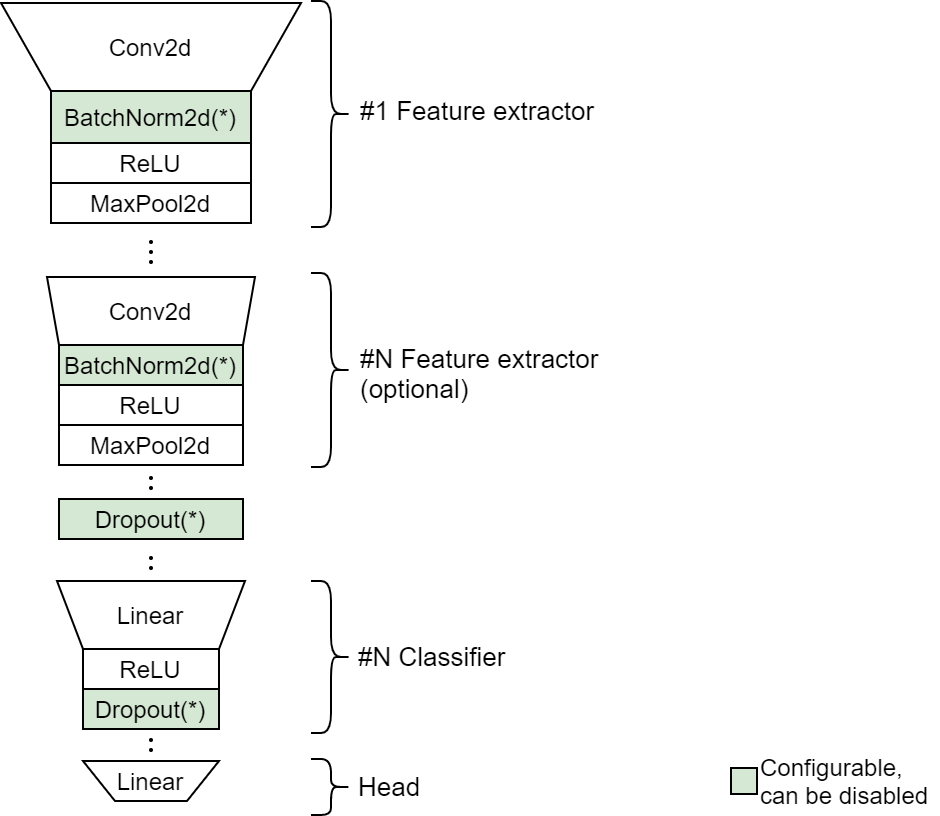 Conv2d
BatchNorm2d(*)
ReLU
MaxPool2d
#1 Feature extractor
Conv2d
BatchNorm2d(*)
ReLU
MaxPool2d
#N Feature extractor
(optional)
Dropout(*)
Linear
ReLU
Dropout(*)
#N Classifier
Linear
Head
Configurable,
can be disabled